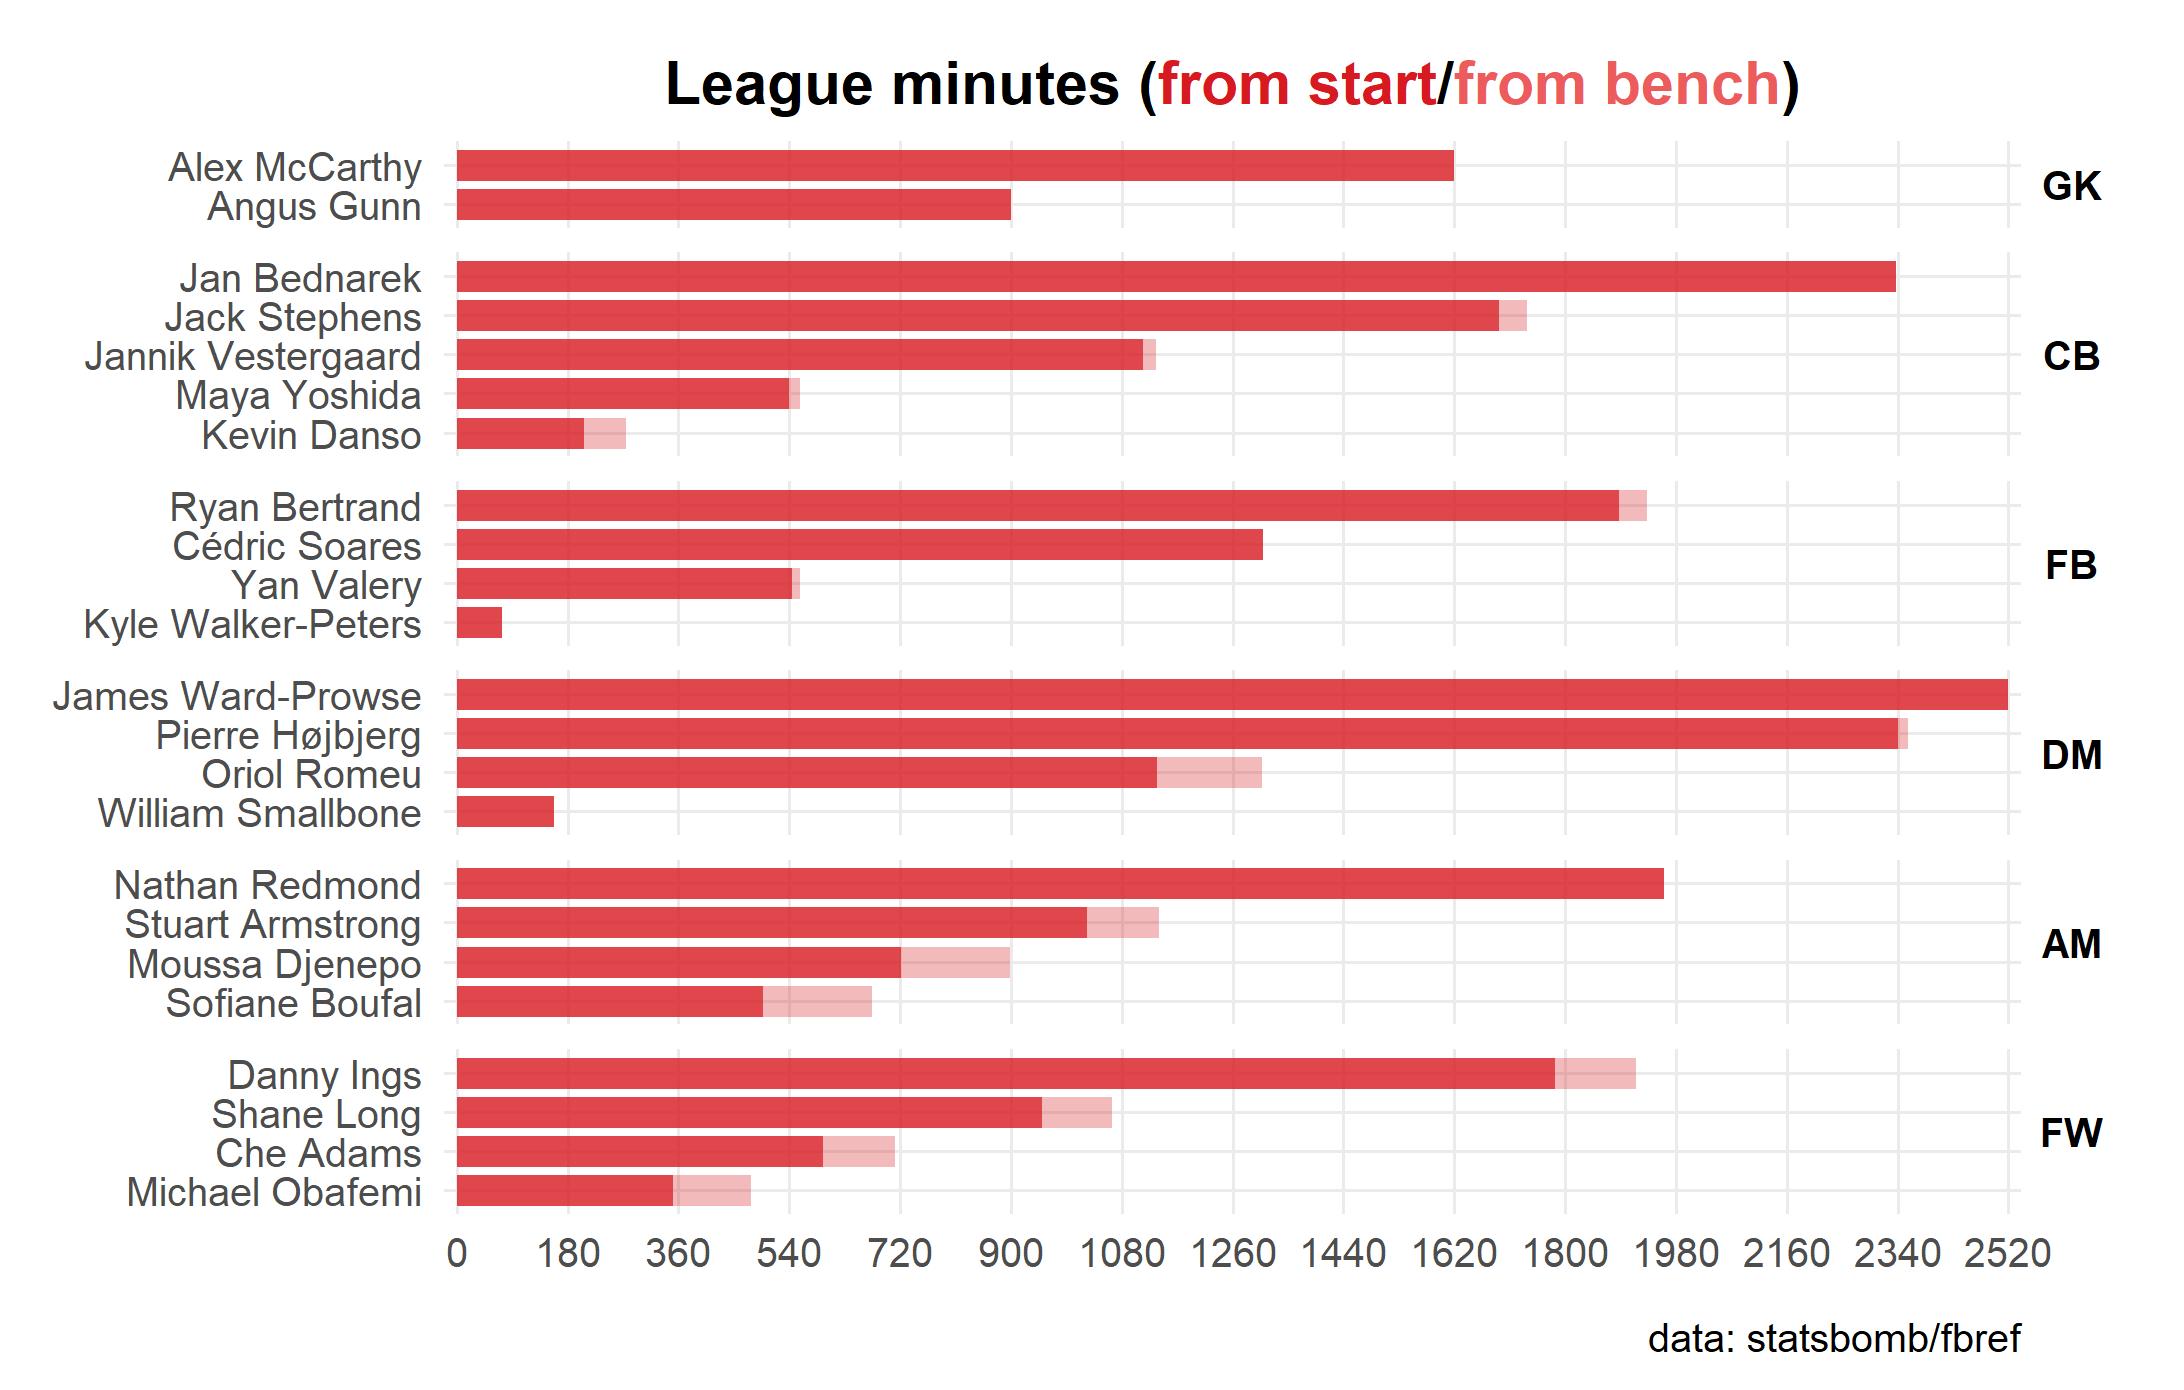 League minutes (from start/from bench)
Alex McCarthy
Angus Gunn
GK
Jan Bednarek
Jack Stephens
Jannik Vestergaard
Maya Yoshida
Kevin Danso
CB
Ryan Bertrand
Cédric Soares
Yan Valery
Kyle Walker-Peters
FB
James Ward-Prowse
Pierre Højbjerg
Oriol Romeu
William Smallbone
DM
Nathan Redmond
Stuart Armstrong
Moussa Djenepo
Sofiane Boufal
AM
Danny Ings
Shane Long
Che Adams
Michael Obafemi
FW
0 180 360 540 720 900 1080 1260 1440 1620 1800 1980 2160 2340 2520
data: statsbomb/fbref